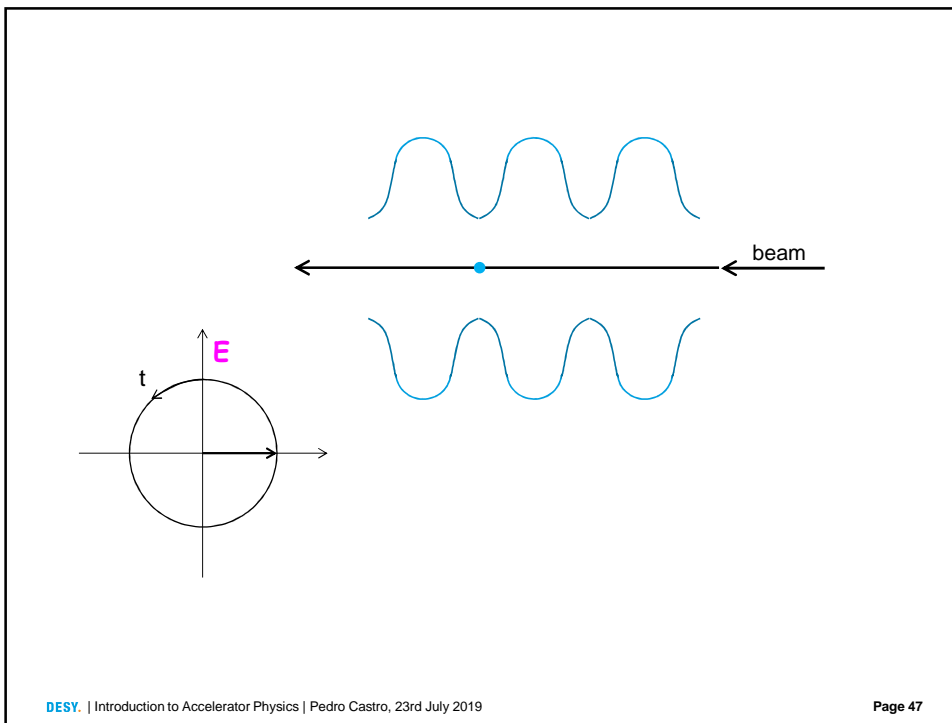 beam
E
t
DESY. | Introduction to Accelerator Physics | Pedro Castro, 23rd July 2019
Page 47